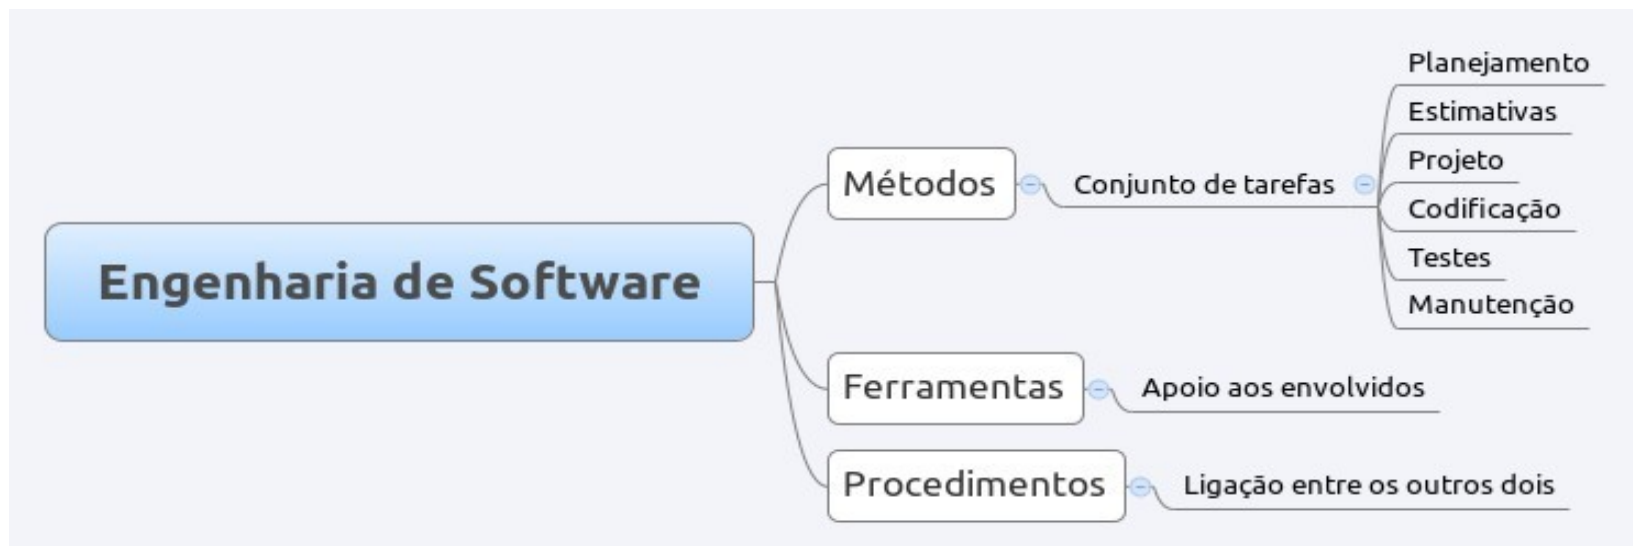 Engenharia de Software
Métodos
Conjunto de tarefas
Planejamento
Estimativas
Projeto
Codificação
Testes
Manutenção
Ferramentas
Apoio aos envolvidos
Procedimentos
Ligação entre os outros dois